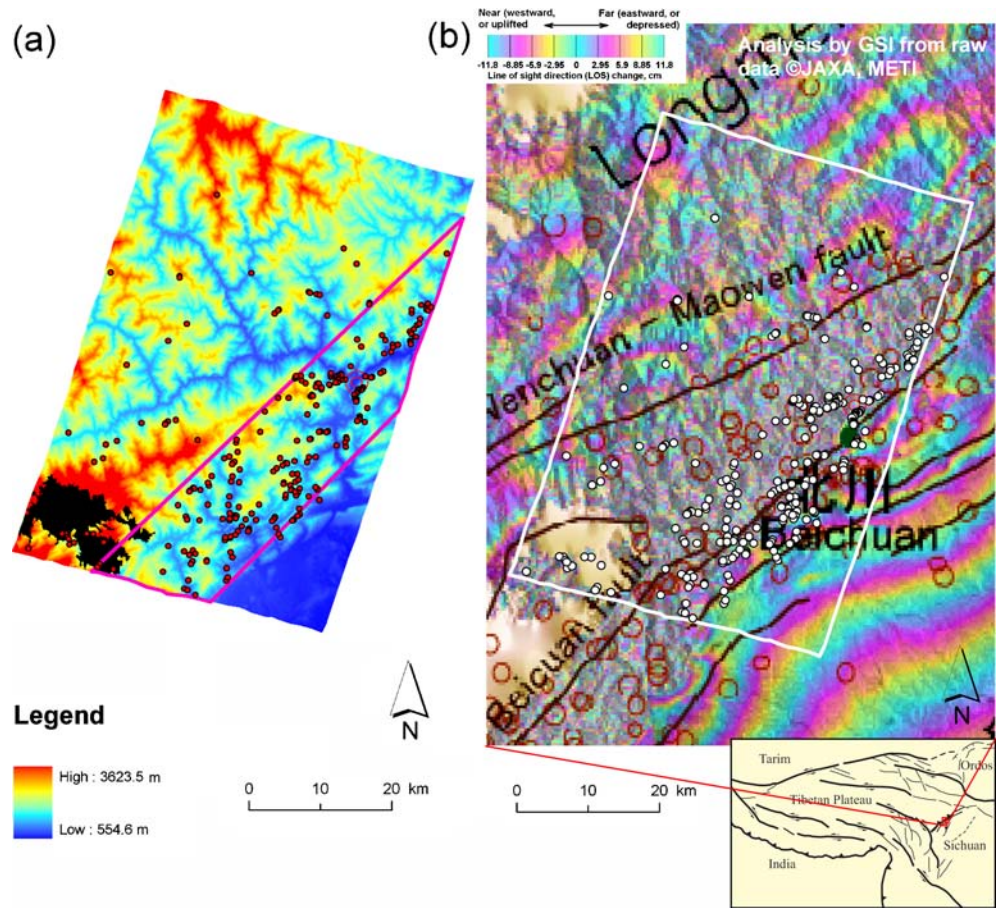 (a)
Near (westward, or uplifted
Far (eastward, or depressed)
-11.8 -8.85 -5.9 -2.95 0 2.95 5.9 8.85 11.8
Line of sight direction (LOS) change, cm
(b)
Analysis by GSI from raw
data ©JAXA, METI
Longme
Wenchuan - Maowen fault
北川
Beichuan
Beicuan fault
N
N
Legend
High : 3623.5 m
Low : 554.6 m
0 10 20 km
0 10 20 km
Tarim
Ordos
Tibetan Plateau
Sichuan
India